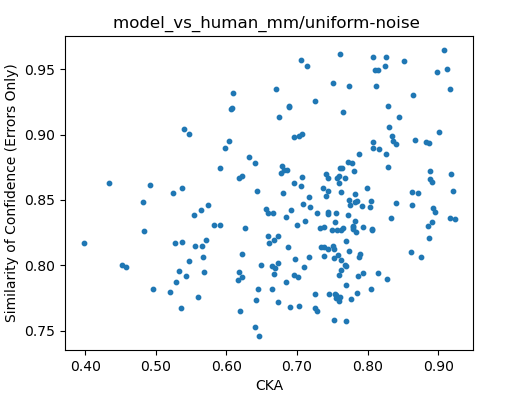 model_vs_human_mm/uniform-noise
Similarity of Confidence (Errors Only)
0.95
0.90
0.85
0.80
0.75
0.40 0.50 0.60 0.70 0.80 0.90
CKA